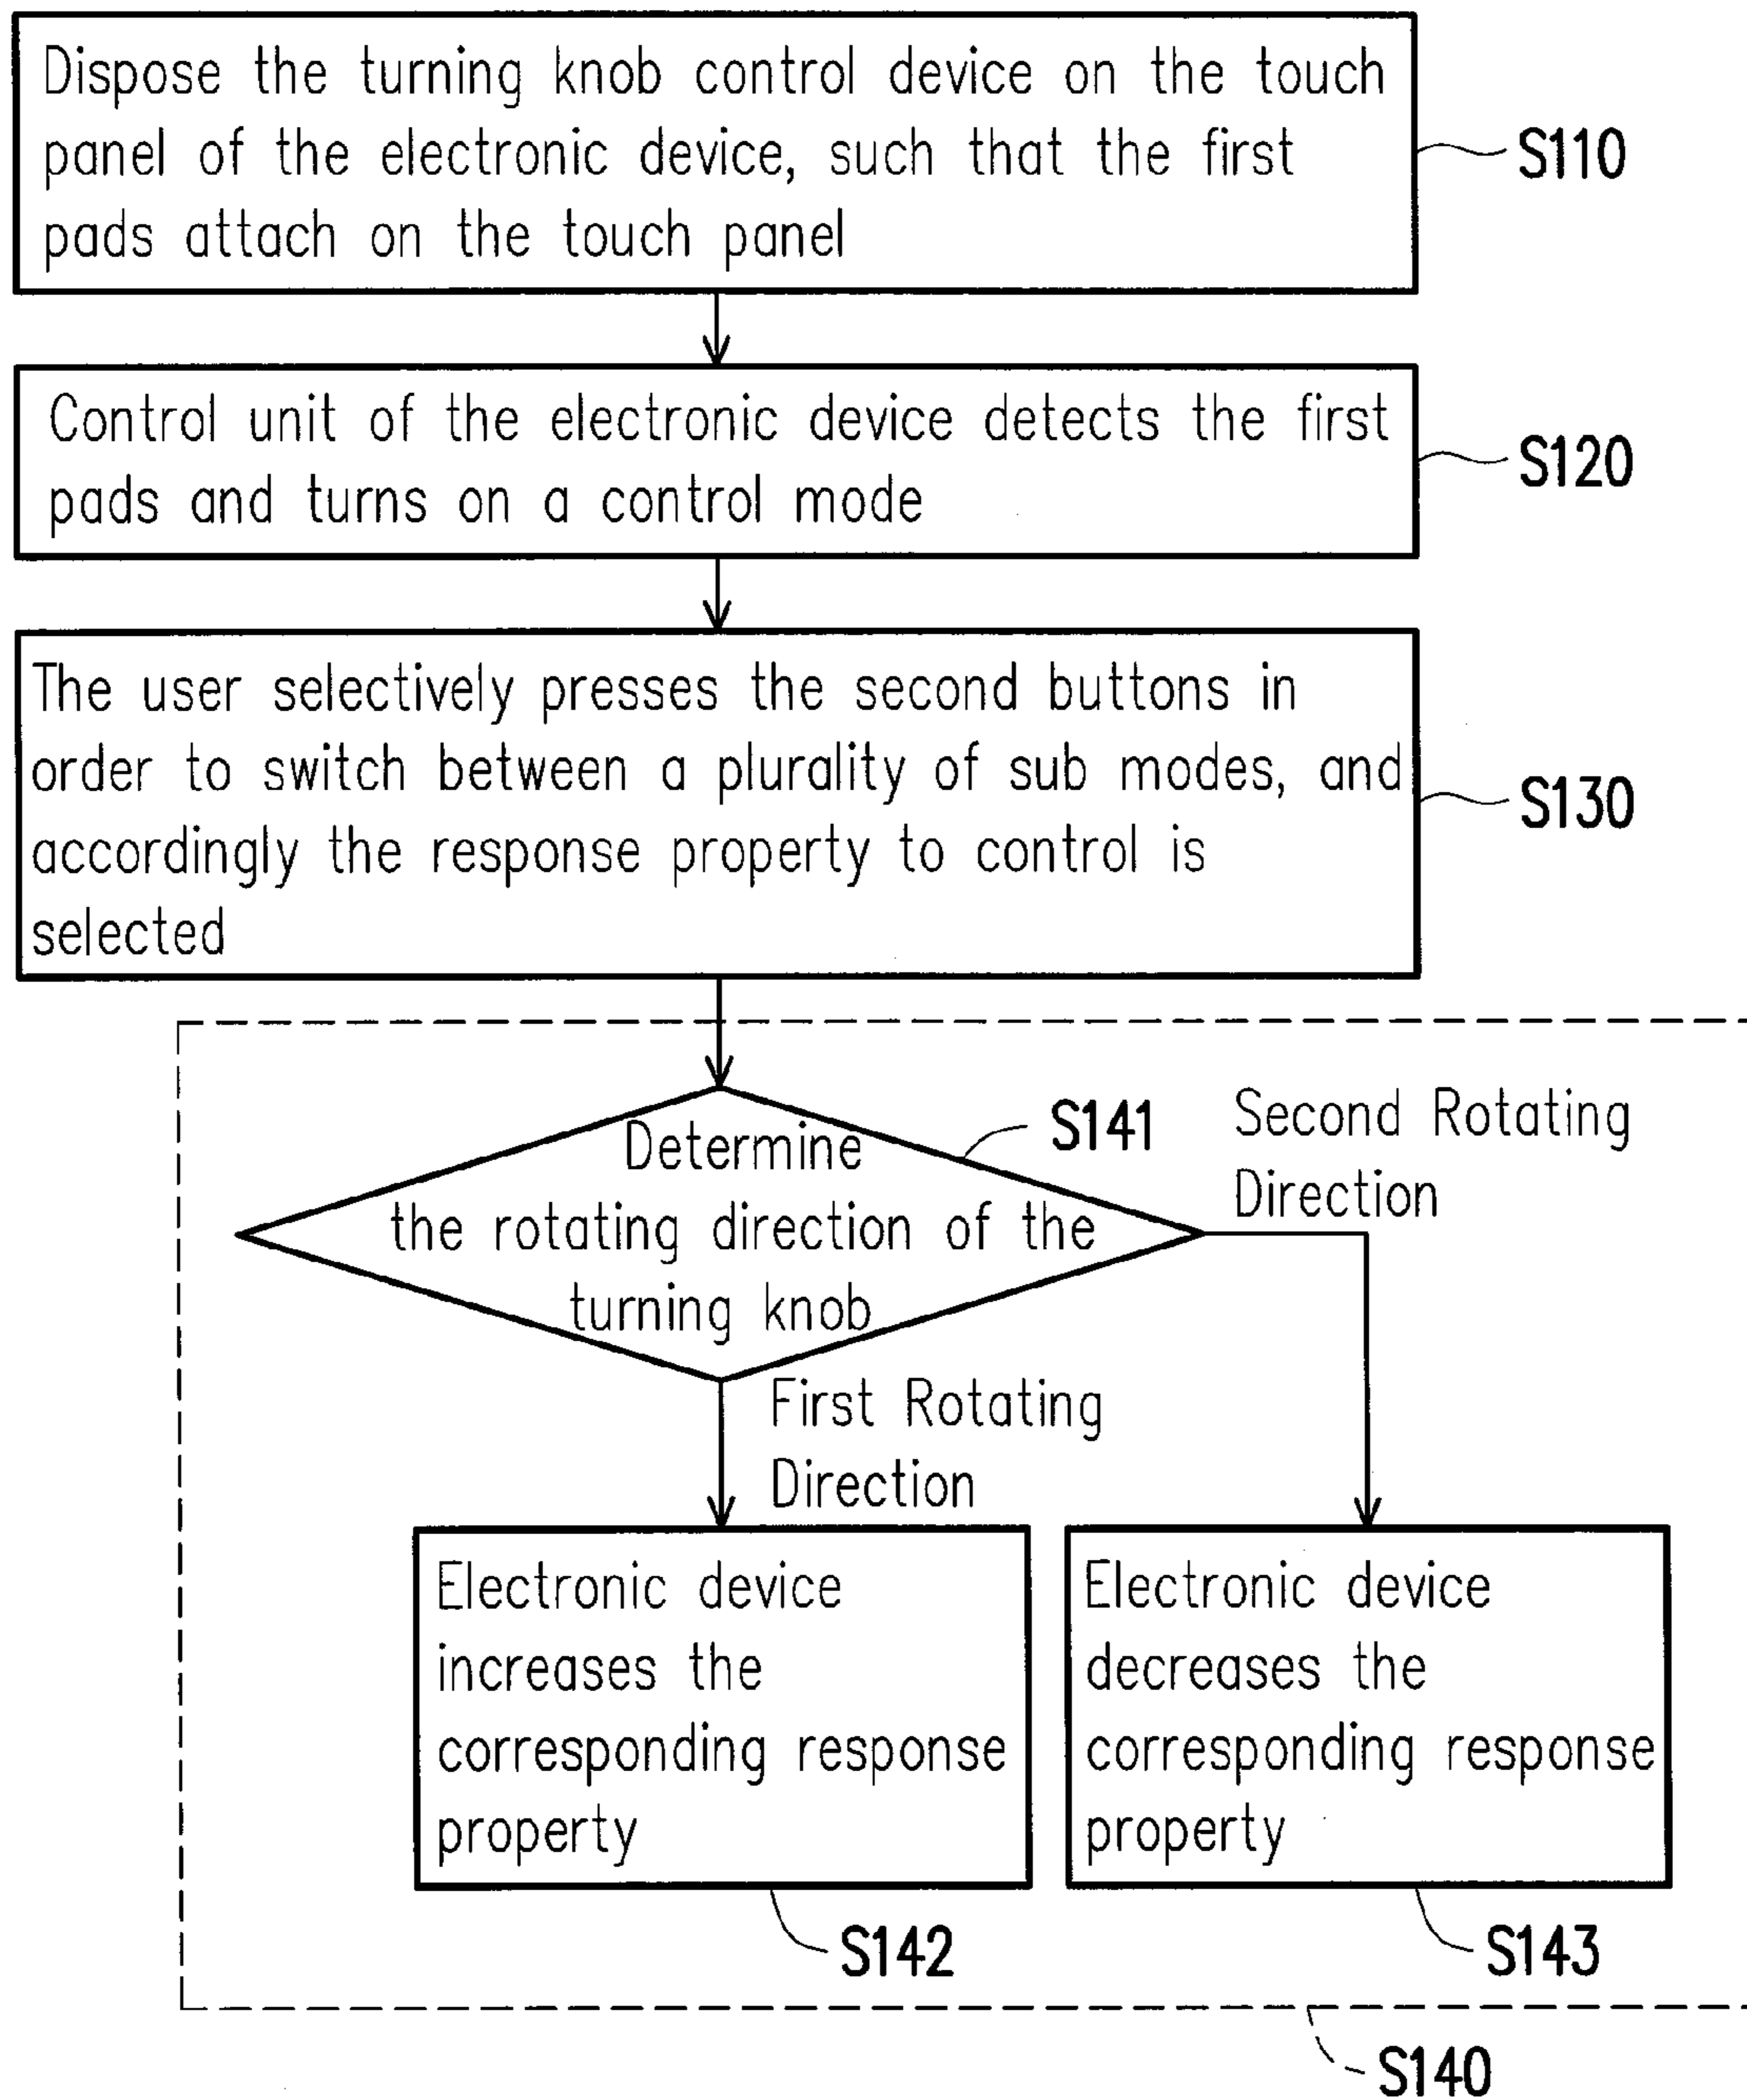 Dispose the turning knob control device on the touch
panel of the electronic device, such that the first
pads attach on the touch panel
S110
Control unit of the electronic device detects the first
pads and turns on a control mode
S120
The user selectively presses the second buttons in
order to switch between a plurality of sub modes, and
accordingly the response property to control is
selected
S130
Determine
the rotating direction of the
turning knob
S141
Second Rotating
Direction
First Rotating
Direction
Electronic device
increases the
corresponding response
property
S142
Electronic device
decreases the
corresponding response
property
S143
S140